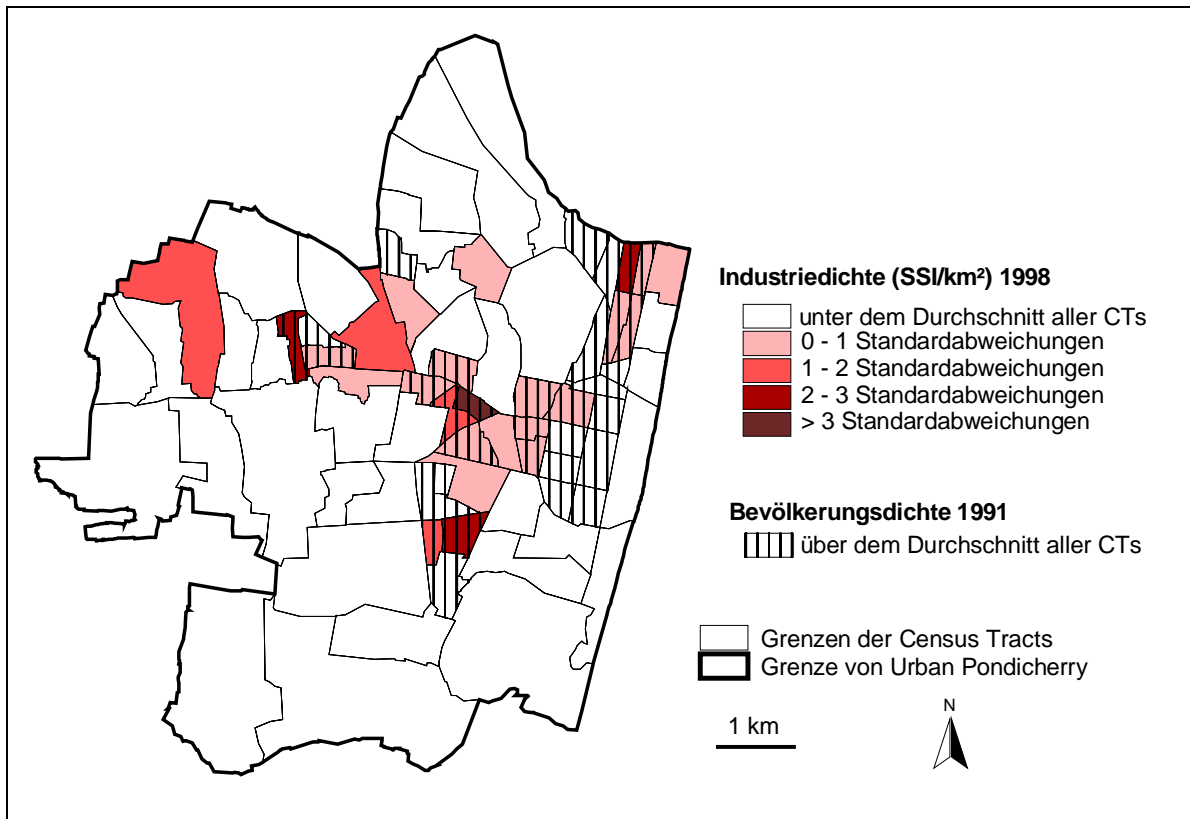 Industriedichte (SSI/km²) 1998
unter dem Durchschnitt aller CTs
0 - 1 Standardabweichungen
1 - 2 Standardabweichungen
2 - 3 Standardabweichungen
> 3 Standardabweichungen
Bevölkerungsdichte 1991
über dem Durchschnitt aller CTs
Grenzen der Census Tracts
Grenze von Urban Pondicherry
1 km
N